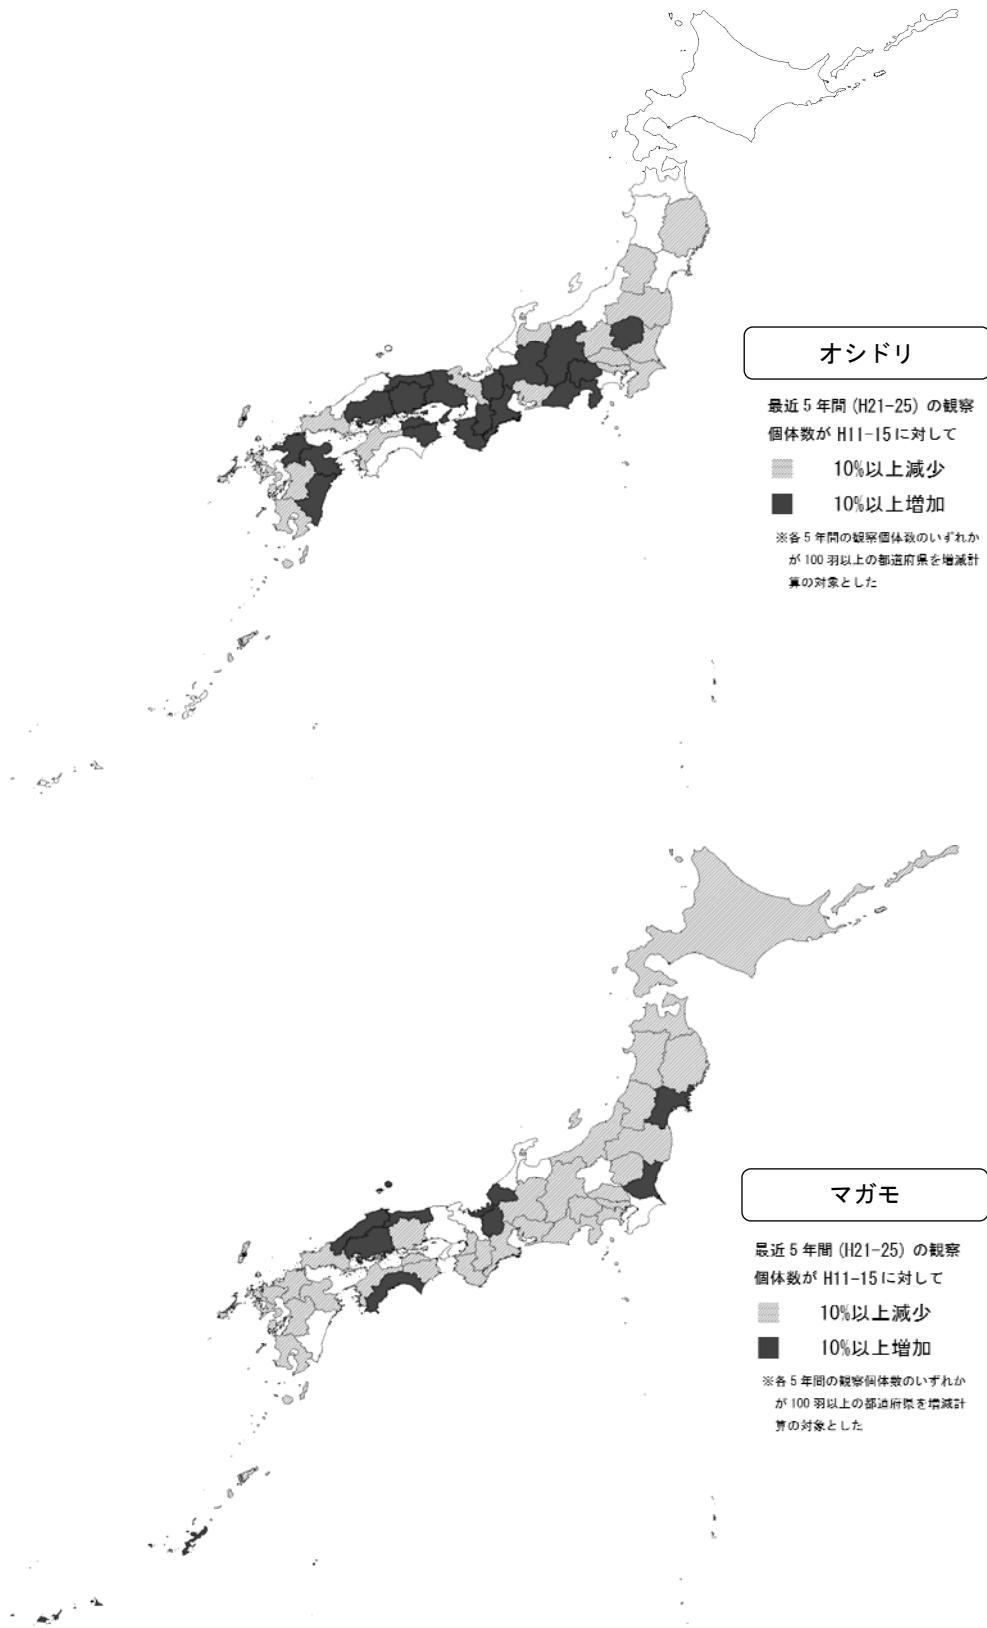 オシドリ
最近5年間(H21-25)の観察
個体数がH11-15に対して
10%以上減少
10%以上増加
※各5年間の観察個体数のいずれか
が100羽以上の都道府県を増減計
算の対象とした
マガモ
最近5年間(H21-25)の観察
個体数がH11-15に対して
10%以上減少
10%以上増加
※各5年間の観察個体数のいずれか
が100羽以上の都道府県を増減計
算の対象とした